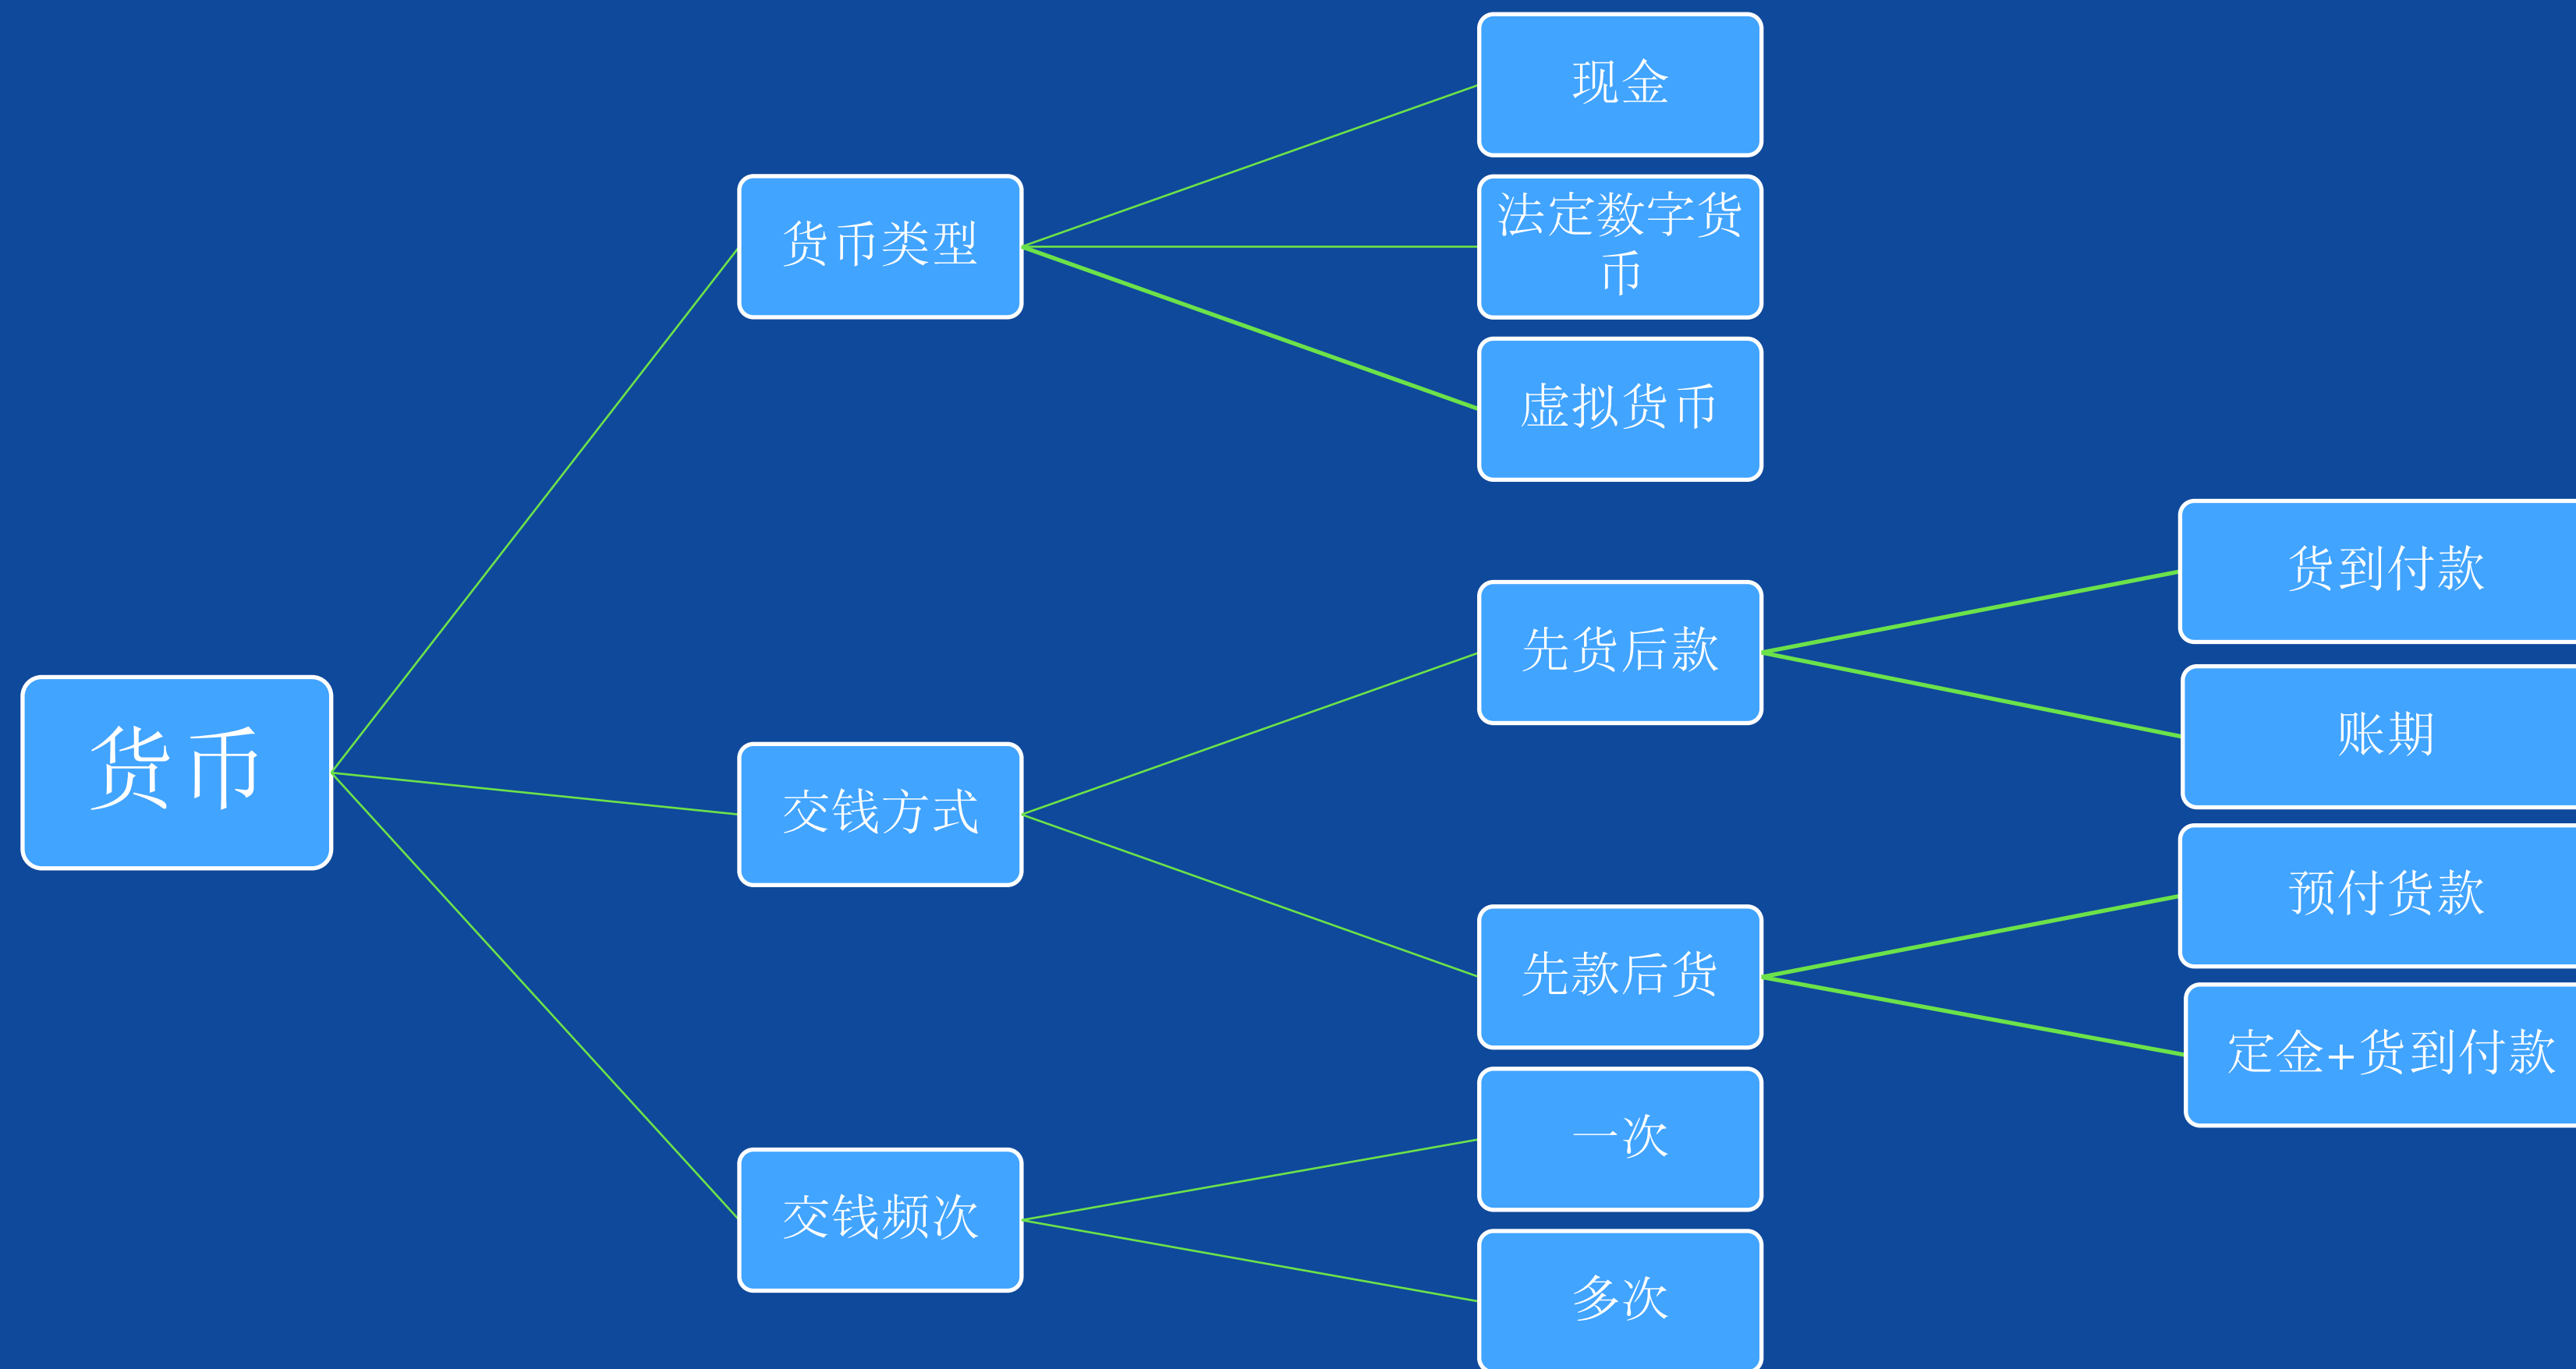 货币
货币类型
现金
法定数字货
币
虚拟货币
交钱方式
先货后款
货到付款
账期
先款后货
预付货款
定金+货到付款
交钱频次
一次
多次